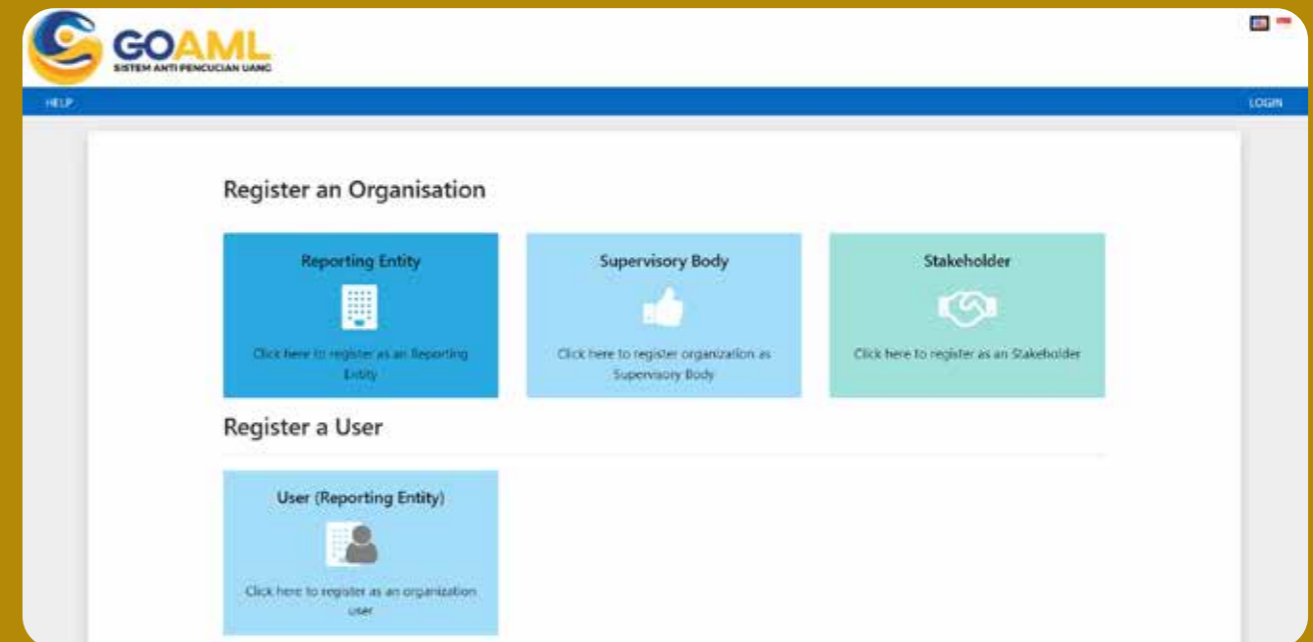 GOAML
SISTEM ANTI PENCUCIAN UANG
HELP
LOGIN
Register an Organisation
Reporting Entity
Click here to register as an Reporting
Entity
Supervisory Body
Click here to register organization as
Supervisory Body
Stakeholder
Click here to register as an Stakeholder
Register a User
User (Reporting Entity)
Click here to register as an organization
user